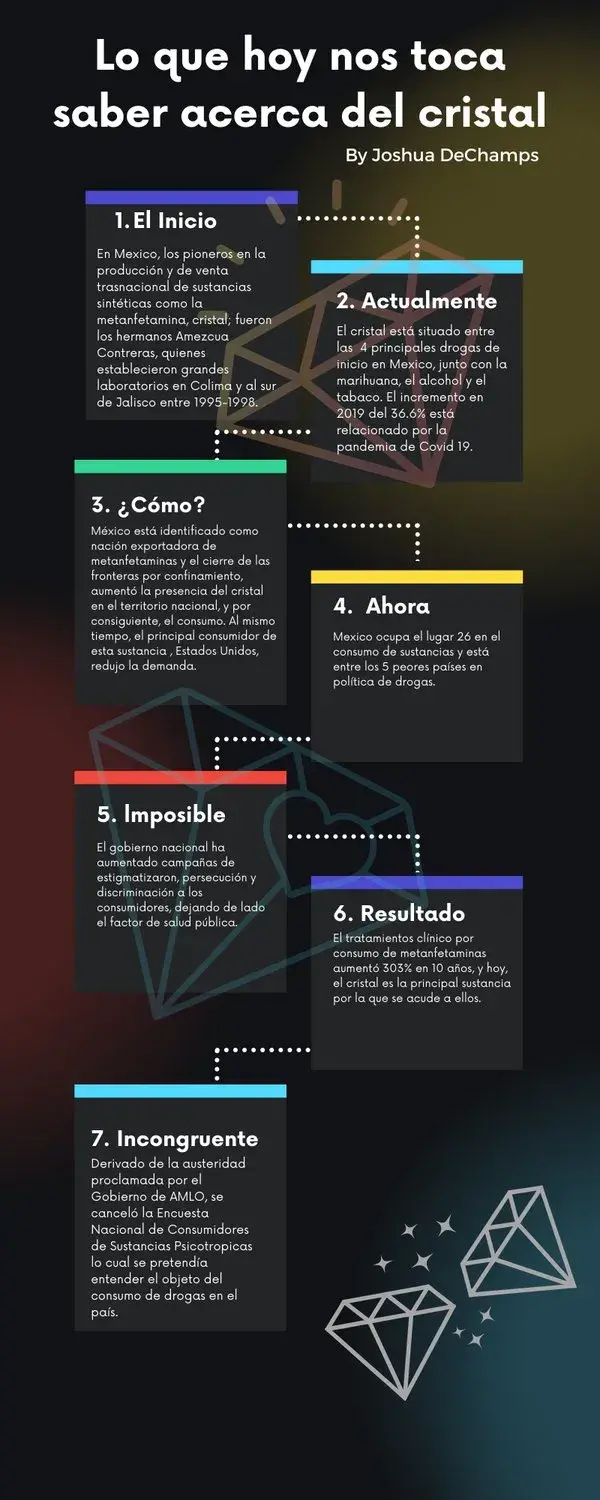 Lo que hoy nos toca
saber acerca del cristal
By Joshua DeChamps
1. El Inicio
En Mexico, los pioneros en la
producción y de venta
trasnacional de sustancias
sintéticas como la
metanfetamina, cristal; fueron
los hermanos Amezcua
Contreras, quienes
establecieron grandes
laboratorios en Colima y al sur
de Jalisco entre 1995-1998.
2. Actualmente
El cristal está situado entre
las 4 principales drogas de
inicio en Mexico, junto con la
marihuana, el alcohol y el
tabaco. El incremento en
2019 del 36.6% está
relacionado por la
pandemia de Covid 19.
3. ¿Cómo?
México está identificado como
nación exportadora de
metanfetaminas y el cierre de las
fronteras por confinamiento,
aumentó la presencia del cristal
en el territorio nacional, y por
consiguiente, el consumo. Al mismo
tiempo, el principal consumidor de
esta sustancia , Estados Unidos,
redujo la demanda.
4. Ahora
Mexico ocupa el lugar 26 en el
consumo de sustancias y está
entre los 5 peores países en
política de drogas.
5. Imposible
El gobierno nacional ha
aumentado campañas de
estigmatizaron, persecución y
discriminación a los
consumidores, dejando de lado
el factor de salud pública.
6. Resultado
El tratamientos clínico por
consumo de metanfetaminas
aumentó 303% en 10 años, y hoy,
el cristal es la principal sustancia
por la que se acude a ellos.
7. Incongruente
Derivado de la austeridad
proclamada por el
Gobierno de AMLO, se
canceló la Encuesta
Nacional de Consumidores
de Sustancias Psicotropicas
lo cual se pretendía
entender el objeto del
consumo de drogas en el
país.